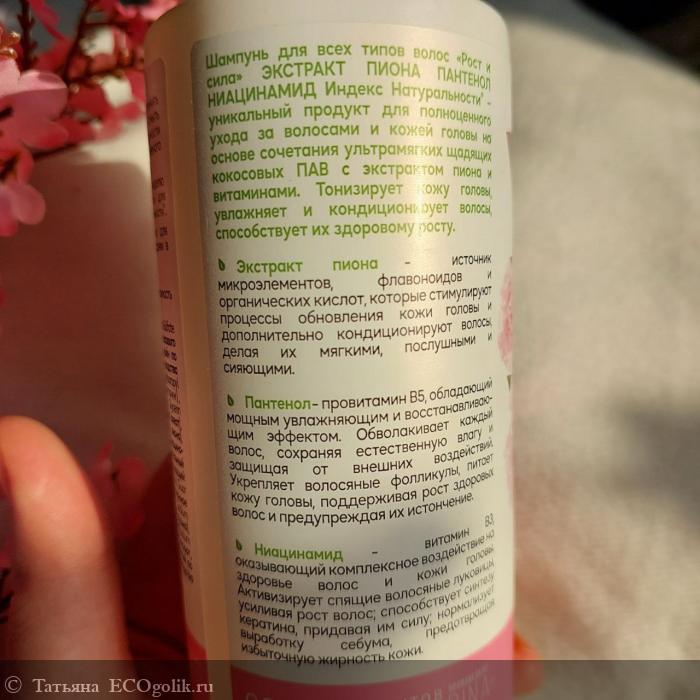 Шампунь для всех типов волос «Рост и
сила» ЭКСТРАКТ ПИОНА ПАНТЕНОЛ
НИАЦИНАМИД Индекс Натуральности® -
уникальный продукт для полноценного
ухода за волосами и кожей головы на
основе сочетания ультрамягких щадящих
кокосовых ПАВ с экстрактом пиона и
витаминами. Тонизирует кожу головы,
увлажняет и кондиционирует волосы,
способствует их здоровому росту.
Экстракт пиона - источник
микроэлементов, флавоноидов и
органических кислот, которые стимулируют
процессы обновления кожи головы и
дополнительно кондиционируют волосы,
делая их мягкими, послушными и
сияющими.
Пантенол- провитамин В5, обладающий
мощным увлажняющим и восстанавливаю-
щим эффектом. Обволакивает каждый
волос, сохраняя естественную влагу и
защищая от внешних воздействий.
Укрепляет волосяные фолликулы, питает
кожу головы, поддерживая рост здоровых
волос и предупреждая их истончение.
Ниацинамид - витамин В3,
оказывающий комплексное воздействие на
здоровье волос и кожи головы.
Активизирует спящие волосяные луковицы,
усиливая рост волос; способствует синтезу
кератина, придавая им силу; нормализует
выработку себума, предотвращая
избыточную жирность кожи.
Татьяна ECOgolik.ru